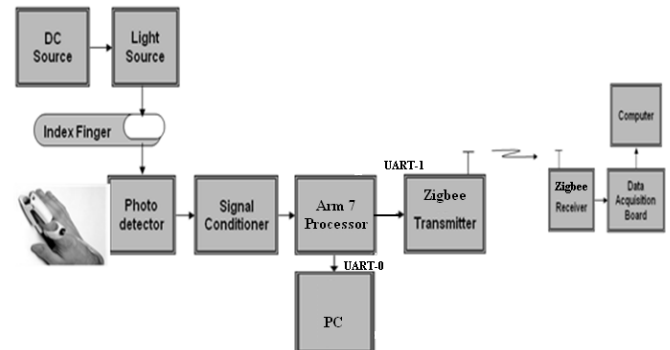 DC
Source
Light
Source
Index Finger
Photo
detector
Signal
Conditioner
Arm 7
Processor
UART-1
Zigbee
Transmitter
UART-0
PC
Zigbee
Receiver
Data
Acquisition
Board
Computer